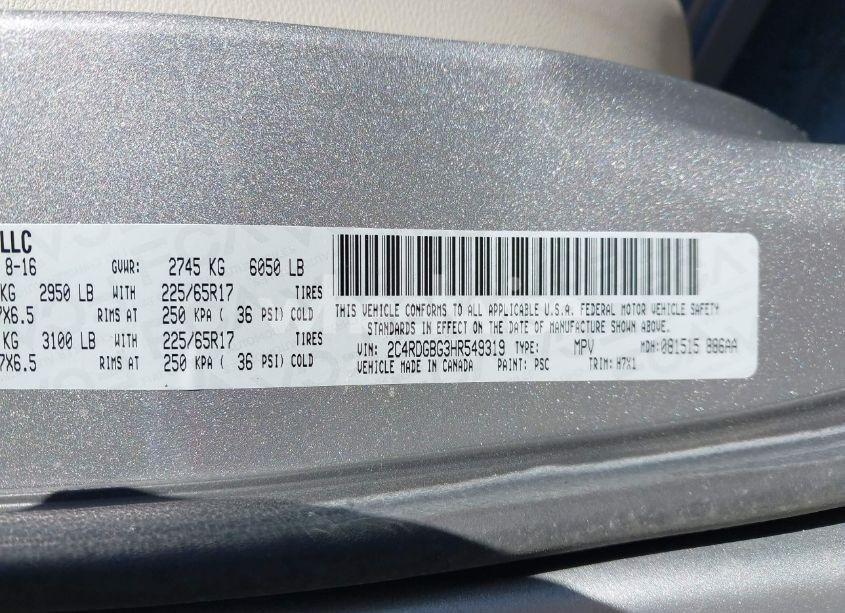 LLC
8-16 GVWR: 2745 KG 6050 LB
KG 2950 LB WITH 225/65R17 TIRES
7X6.5 RIMS AT 250 KPA ( 36 PSI) COLD
KG 3100 LB WITH 225/65R17 TIRES
7X6.5 RIMS AT 250 KPA ( 36 PSI) COLD
THIS VEHICLE CONFORMS TO ALL APPLICABLE U.S.A. FEDERAL MOTOR VEHICLE SAFETY
STANDARDS IN EFFECT ON THE DATE OF MANUFACTURE SHOWN ABOVE.
VIN: 2C4RDGBG3HR549319 TYPE: MPV MDH: 081515 886AA
VEHICLE MADE IN CANADA PAINT: PSC TRIM: H7X1